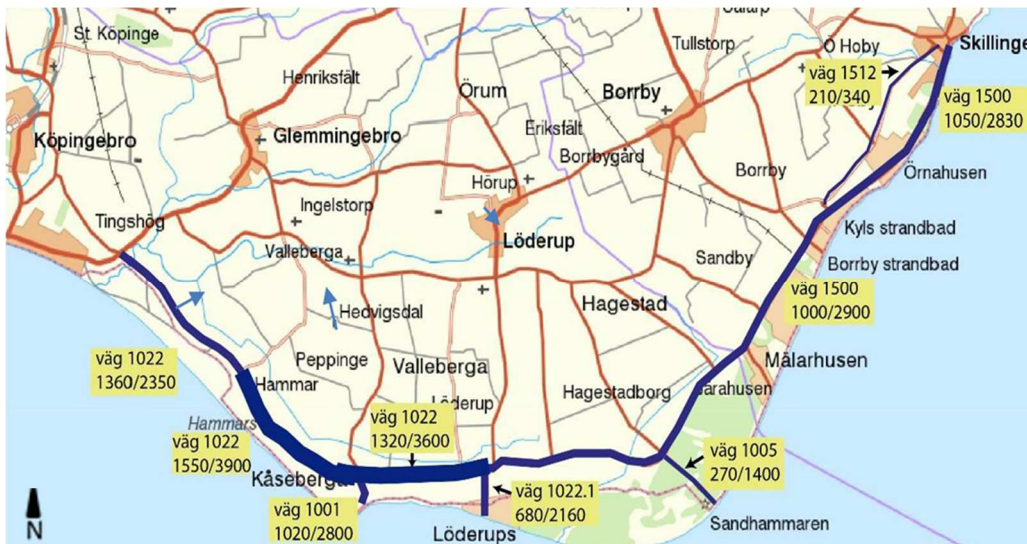 Salarp
St. Köpinge
Tullstorp
Ö Hoby
Skillinge
väg 1512
210/340
Henriksfält
Örum
Borrby
väg 1500
1050/2830
Köpingebro
Glemmingebro
Eriksfält
Borrbygård
Borrby
Örnahusen
Hörup
Tingshög
Ingelstorp
Löderup
Kyls strandbad
Valleberga
Sandby
Borrby strandbad
väg 1500
1000/2900
Hedvigsdal
Hagestad
väg 1022
1360/2350
Peppinge
Valleberga
Målarhusen
Hammar
Löderup
Hagestadborg
arahusen
Hammars
väg 1022
1320/3600
väg 1022
1550/3900
väg 1005
270/1400
Kåseberga
väg 1001
1020/2800
väg 1022.1
680/2160
N
Löderups
Sandhammaren